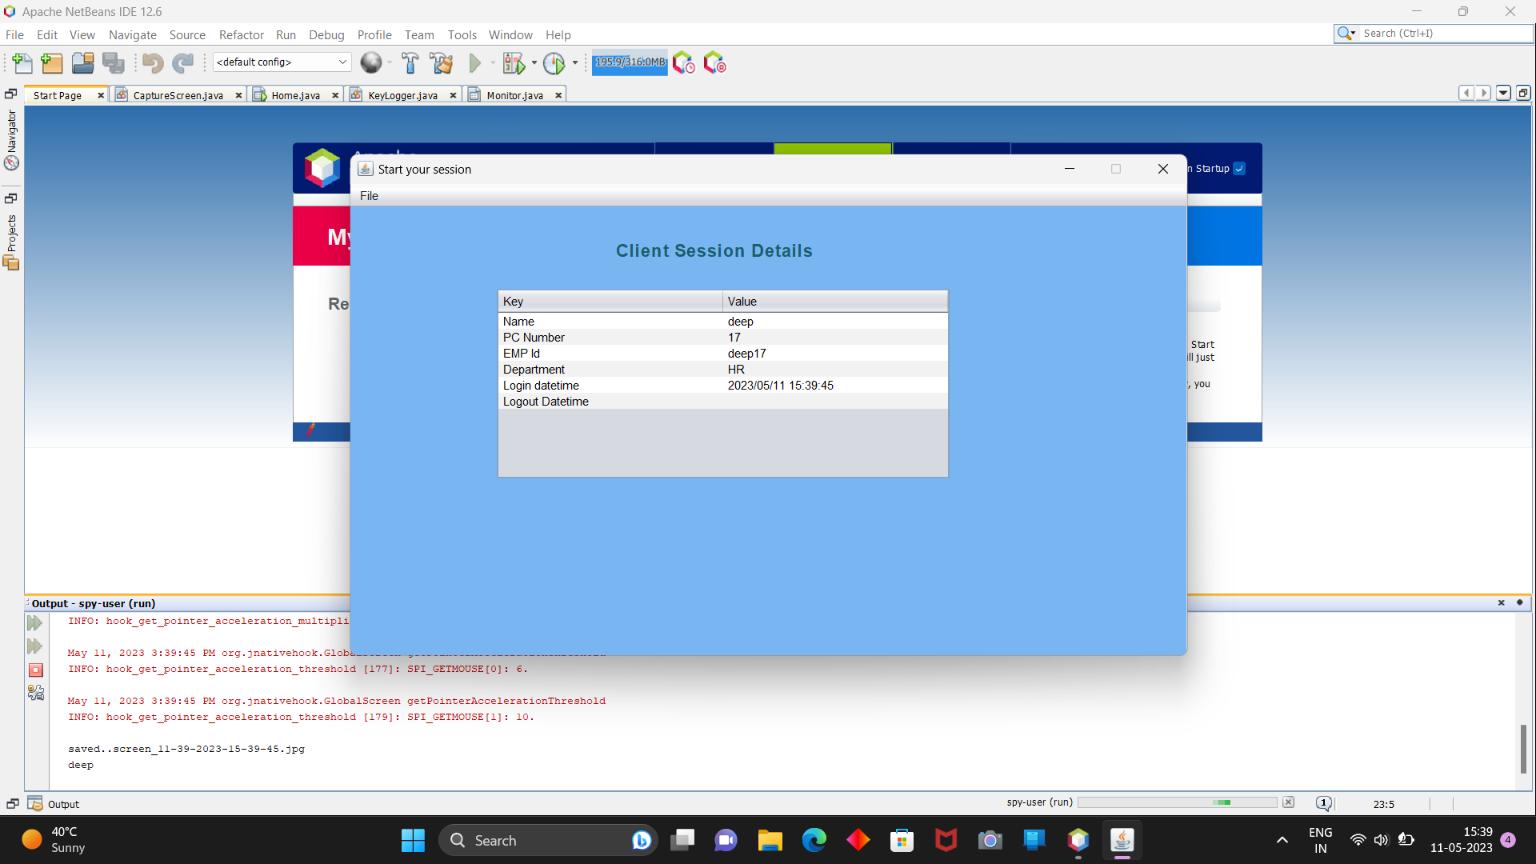 Apache NetBeans IDE 12.6
File Edit View Navigate Source Refactor Run Debug Profile Team Tools Window Help
Search (Ctrl+I)
<default config>
195.9/316.0MB
Start Page CaptureScreen.java Home.java KeyLogger.java Monitor.java
Navigator
Projects
n Startup
Start your session
File
My
Client Session Details
Re
Key Value
Name deep
PC Number 17
EMP Id deep17
Department HR
Login datetime 2023/05/11 15:39:45
Logout Datetime
Start
ll just
, you
Output - spy-user (run)
INFO: hook_get_pointer_acceleration_multipli
May 11, 2023 3:39:45 PM org.jnativehook.Glob
INFO: hook_get_pointer_acceleration_threshold [177]: SPI_GETMOUSE[0]: 6.
May 11, 2023 3:39:45 PM org.jnativehook.GlobalScreen getPointerAccelerationThreshold
INFO: hook_get_pointer_acceleration_threshold [179]: SPI_GETMOUSE[1]: 10.
saved..screen_11-39-2023-15-39-45.jpg
deep
Output
spy-user (run)
1
23:5
40°C
Sunny
Search
ENG
IN
15:39
11-05-2023
4